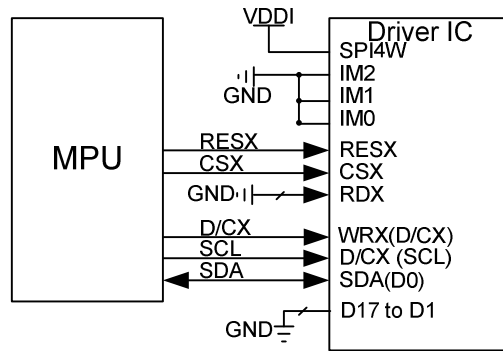 VDDI
Driver IC
SPI4W
IM2
GND
IM1
IM0
MPU
RESX RESX
CSX CSX
GND RDX
D/CX WRX(D/CX)
SCL D/CX (SCL)
SDA SDA(D0)
D17 to D1
GND